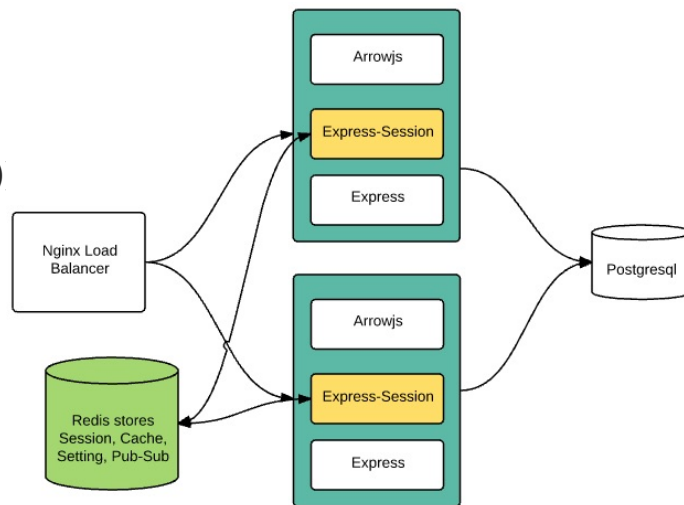 Arrowjs
Express-Session
Express
Nginx Load
Balancer
Postgresql
Arrowjs
Express-Session
Express
Redis stores
Session, Cache,
Setting, Pub-Sub